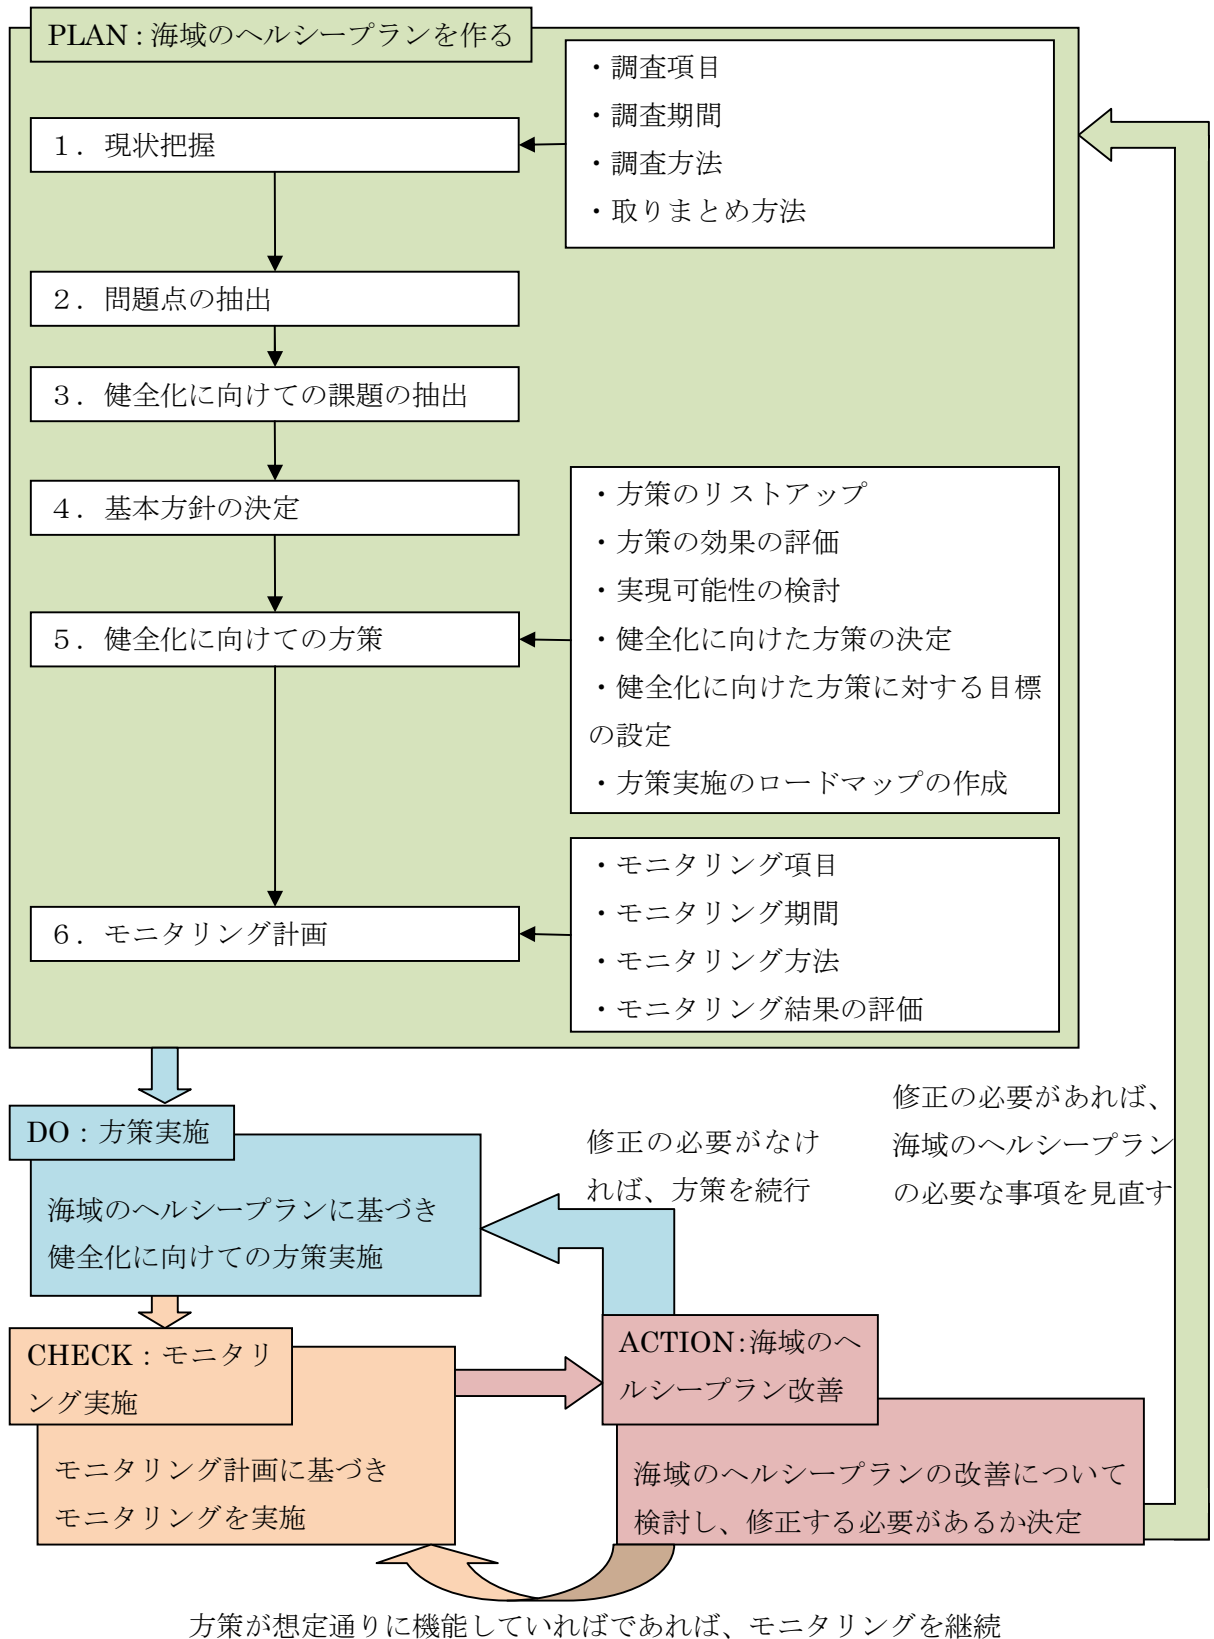 PLAN：海域のヘルシープランを作る
・調査項目
・調査期間
・調査方法
・取りまとめ方法
１．現状把握
２．問題点の抽出
３．健全化に向けての課題の抽出
４．基本方針の決定
・方策のリストアップ
・方策の効果の評価
・実現可能性の検討
・健全化に向けた方策の決定
・健全化に向けた方策に対する目標
の設定
・方策実施のロードマップの作成
５．健全化に向けての方策
・モニタリング項目
・モニタリング期間
・モニタリング方法
・モニタリング結果の評価
６．モニタリング計画
DO：方策実施
海域のヘルシープランに基づき
健全化に向けての方策実施
修正の必要がなけ
れば、方策を続行
修正の必要があれば、
海域のヘルシープラン
の必要な事項を見直す
CHECK：モニタリ
ング実施
モニタリング計画に基づき
モニタリングを実施
ACTION：海域のヘ
ルシープラン改善
海域のヘルシープランの改善について
検討し、修正する必要があるか決定
方策が想定通りに機能していればであれば、モニタリングを継続